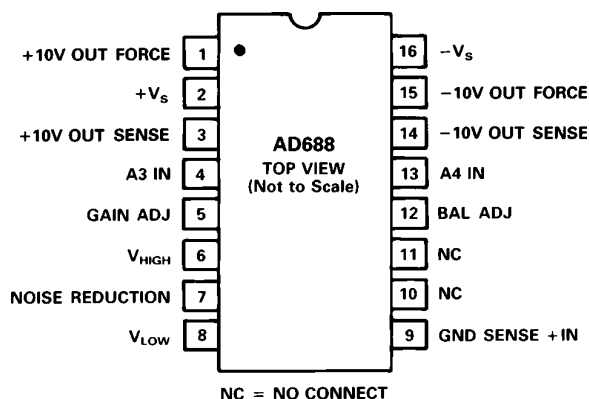 +10V OUT FORCE 1
+VS 2
+10V OUT SENSE 3
A3 IN 4
GAIN ADJ 5
VHIGH 6
NOISE REDUCTION 7
VLOW 8
AD688
TOP VIEW
(Not to Scale)
16 −VS
15 −10V OUT FORCE
14 −10V OUT SENSE
13 A4 IN
12 BAL ADJ
11 NC
10 NC
9 GND SENSE +IN
NC = NO CONNECT